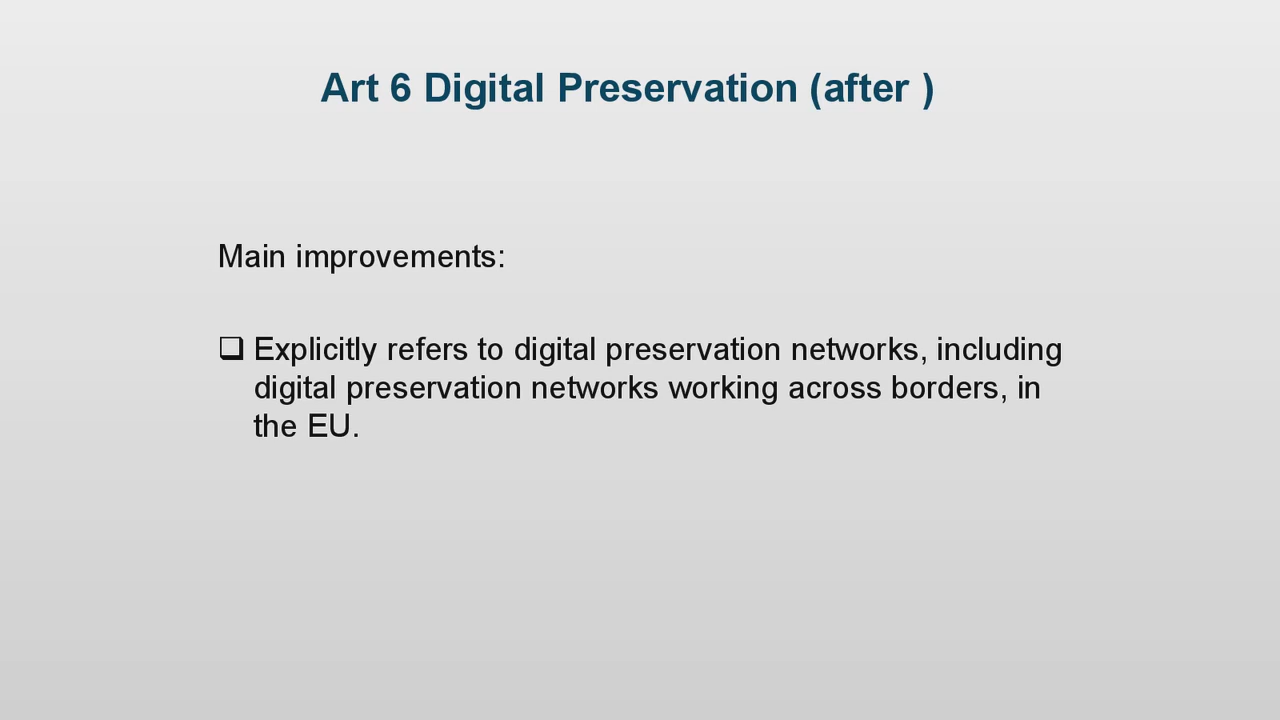 Art 6 Digital Preservation (after )
Main improvements:
❑ Explicitly refers to digital preservation networks, including
digital preservation networks working across borders, in
the EU.